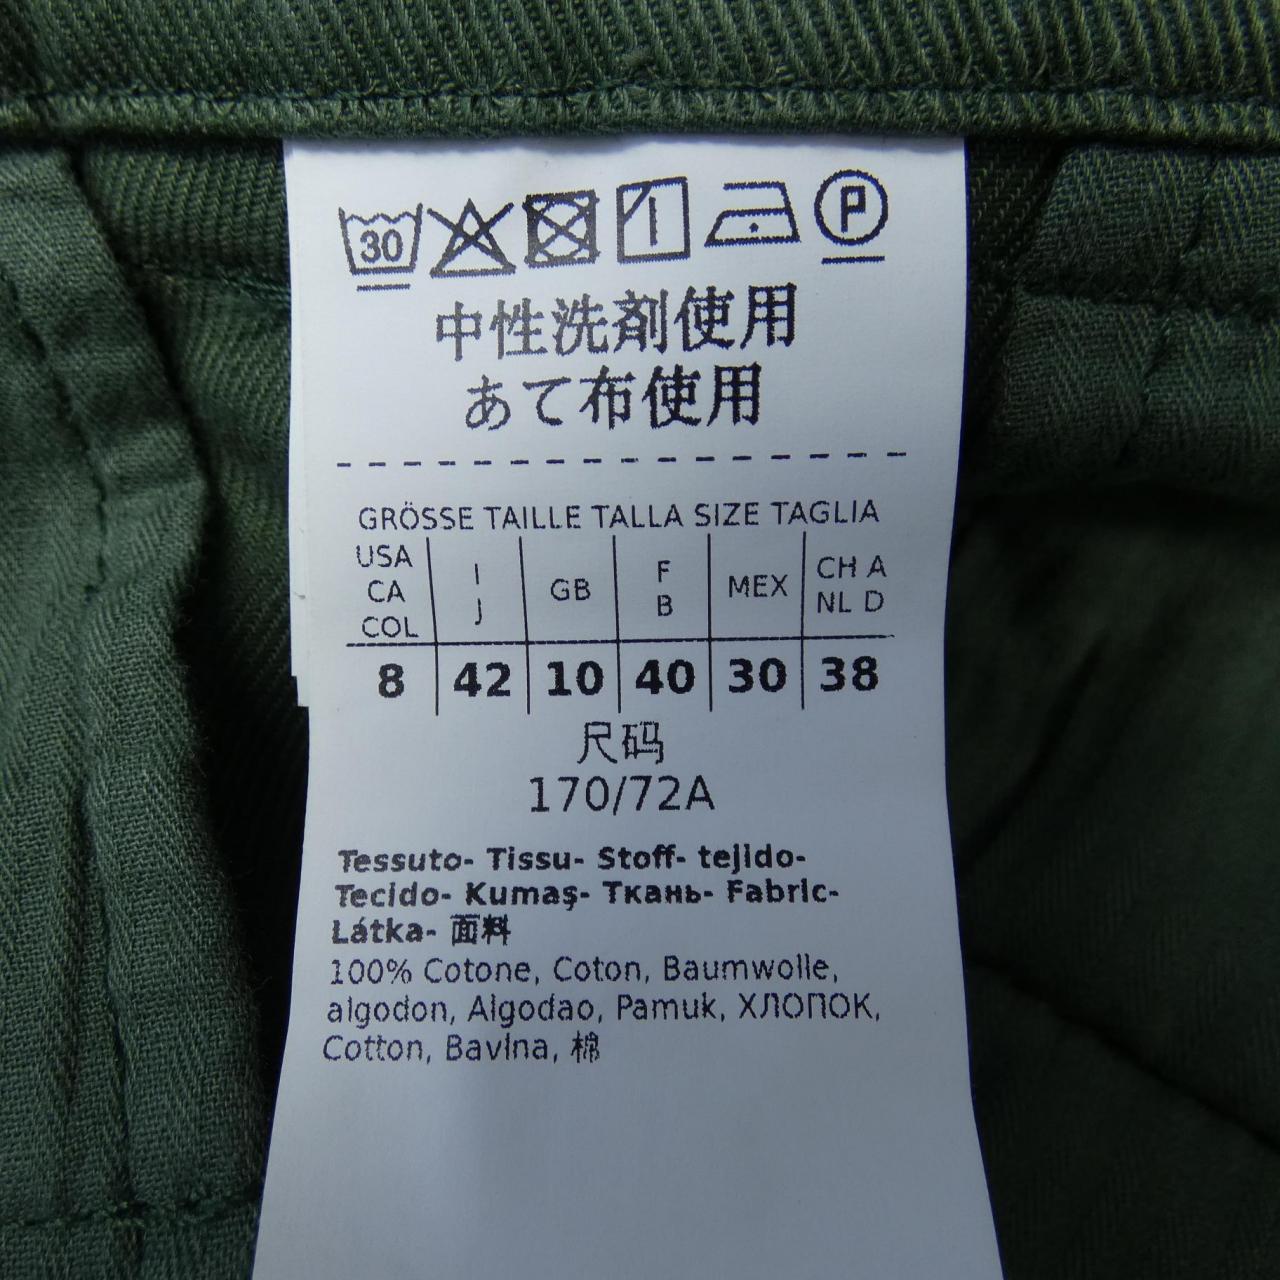 30 P
中性洗剤使用
あて布使用
GRÖSSE TAILLE TALLA SIZE TAGLIA
USA CA COL | I J | GB | F B | MEX | CH A NL D
8 | 42 | 10 | 40 | 30 | 38
尺码
170/72A
Tessuto- Tissu- Stoff- tejido-
Tecido- Kumaş- Ткань- Fabric-
Látka- 面料
100% Cotone, Coton, Baumwolle,
algodon, Algodao, Pamuk, ХЛОПОК,
Cotton, Bavlna, 棉